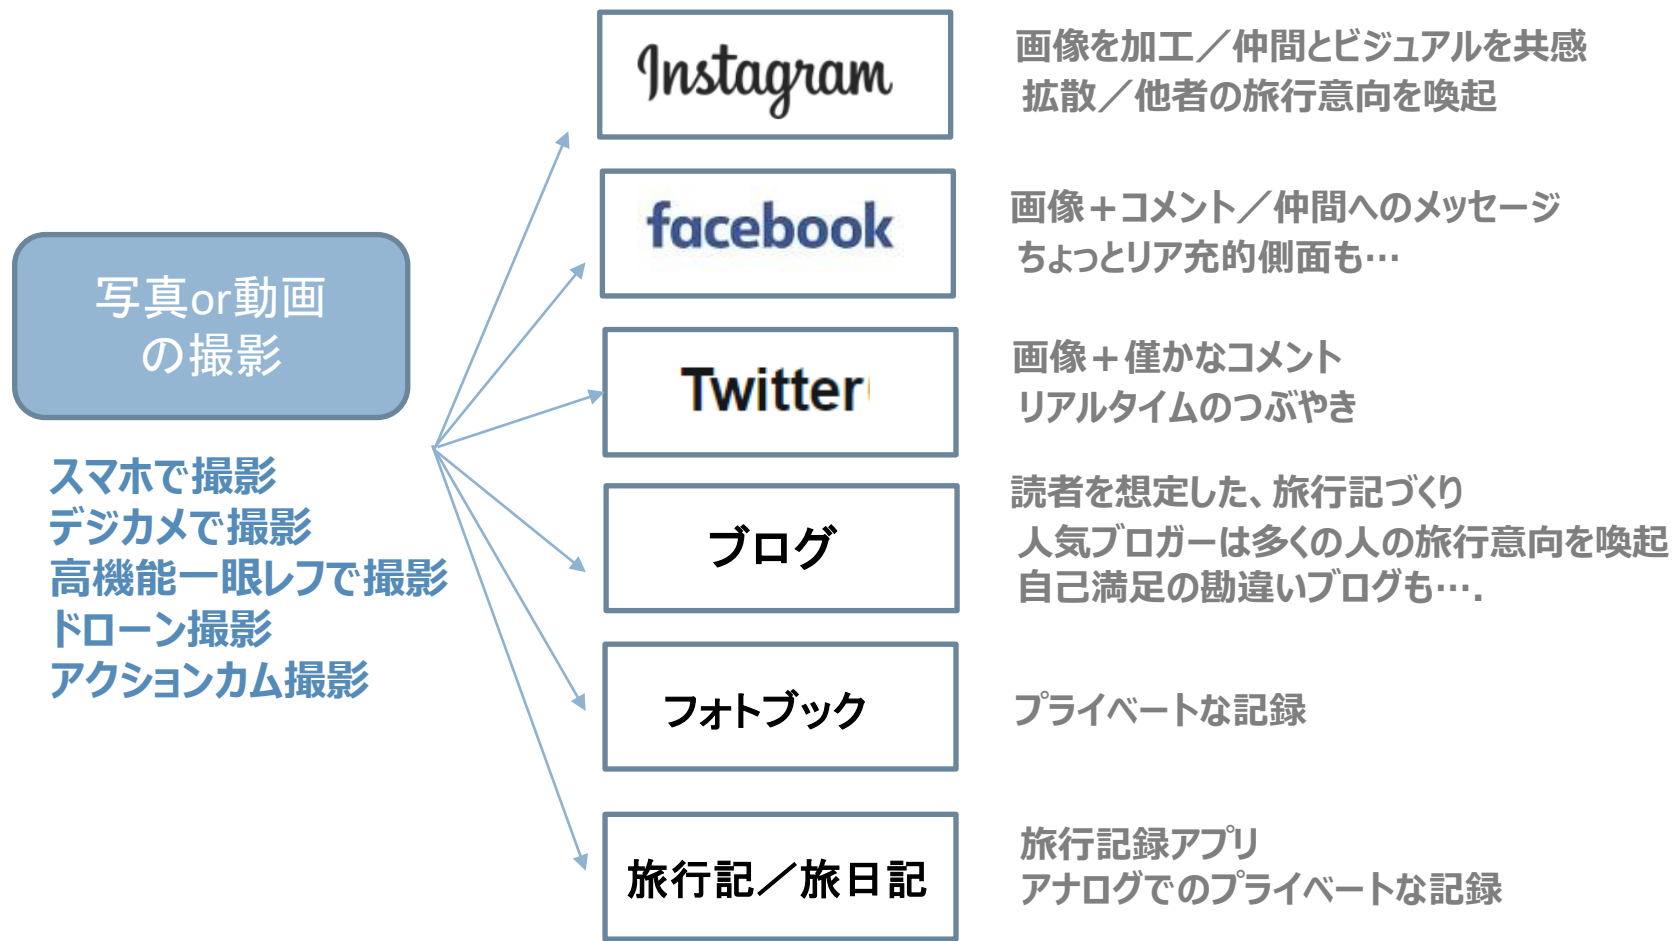 写真or動画
の撮影
スマホで撮影
デジカメで撮影
高機能一眼レフで撮影
ドローン撮影
アクションカム撮影
Instagram
画像を加工／仲間とビジュアルを共感
拡散／他者の旅行意向を喚起
facebook
画像＋コメント／仲間へのメッセージ
ちょっとリア充的側面も…
Twitter
画像＋僅かなコメント
リアルタイムのつぶやき
ブログ
読者を想定した、旅行記づくり
人気ブロガーは多くの人の旅行意向を喚起
自己満足の勘違いブログも….
フォトブック
プライベートな記録
旅行記／旅日記
旅行記録アプリ
アナログでのプライベートな記録